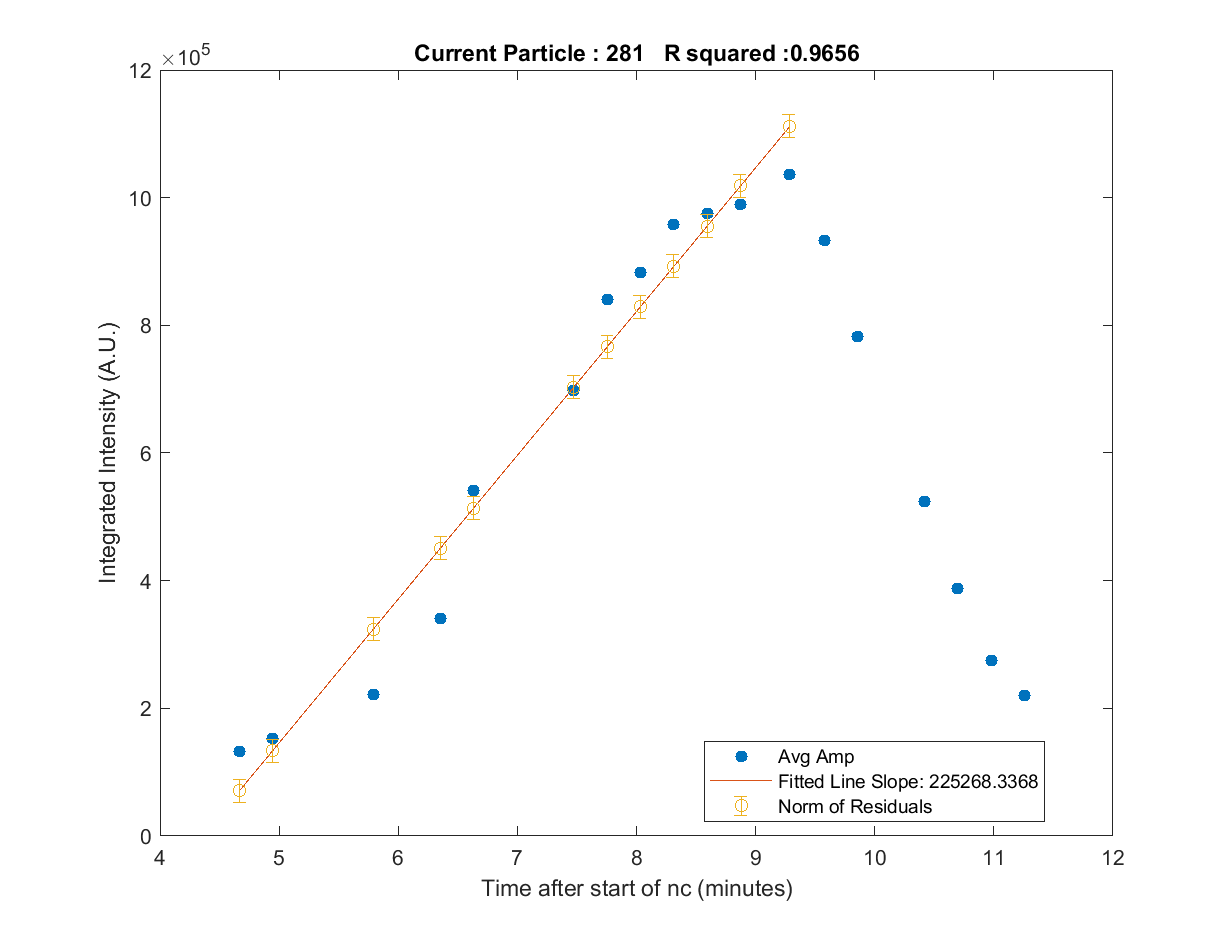 Current Particle : 281   R squared :0.9656
×10⁵
12
10
8
6
4
2
0
Integrated Intensity (A.U.)
Avg Amp
Fitted Line Slope: 225268.3368
Norm of Residuals
4 5 6 7 8 9 10 11 12
Time after start of nc (minutes)